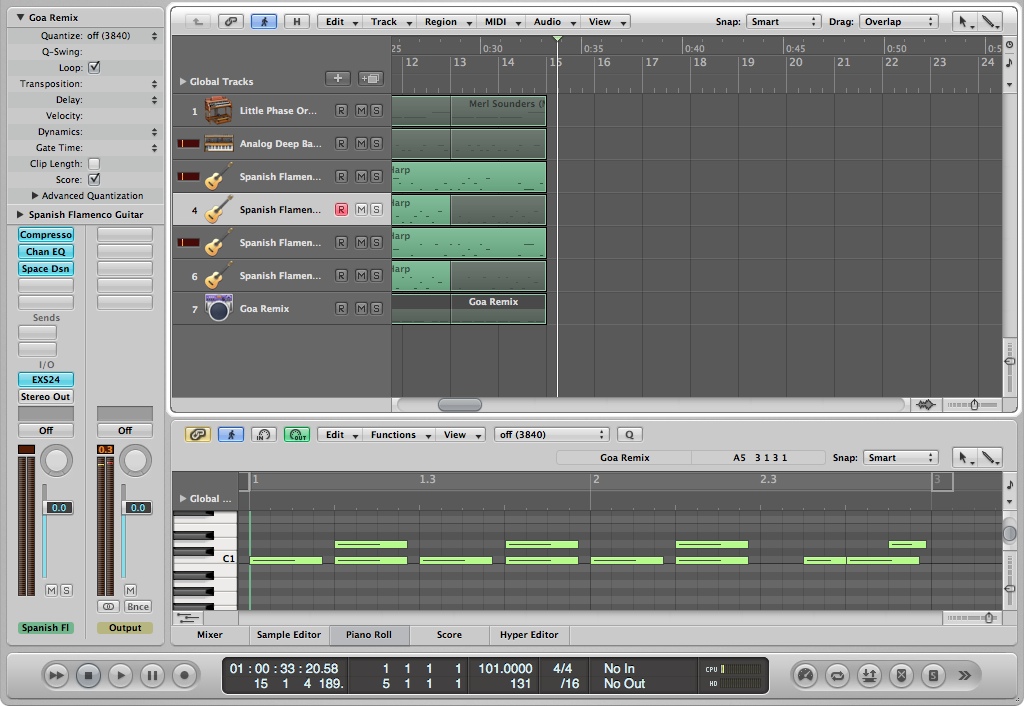 Goa Remix
Quantize: off (3840)
Q-Swing:
Loop:
Transposition:
Delay:
Velocity:
Dynamics:
Gate Time:
Clip Length:
Score:
Advanced Quantization
Spanish Flamenco Guitar
Compresso
Chan EQ
Space Dsn
Sends
I/O
EXS24
Stereo Out
Off Off
0.3
0.0 0.0
M S M
Bnce
Spanish Fl Output
H Edit Track Region MIDI Audio View Snap: Smart Drag: Overlap
25 0:30 0:35 0:40 0:45 0:50 0:5
12 13 14 15 16 17 18 19 20 21 22 23 24
Global Tracks
1 Little Phase Or... R M S Merl Sounders (M
Analog Deep Ba... R M S
Spanish Flamen... R M S Harp
4 Spanish Flamen... R M S Harp
Spanish Flamen... R M S Harp
6 Spanish Flamen... R M S Harp
7 Goa Remix R M S Goa Remix
IN OUT Edit Functions View off (3840) Q
Goa Remix A5 3 1 3 1 Snap: Smart
1 1.3 2 2.3 3
Global ...
C1
Mixer Sample Editor Piano Roll Score Hyper Editor
01 : 00 : 33 : 20.58 1 1 1 1 101.0000 4/4 No In CPU
15 1 4 189. 5 1 1 1 131 /16 No Out HD
S